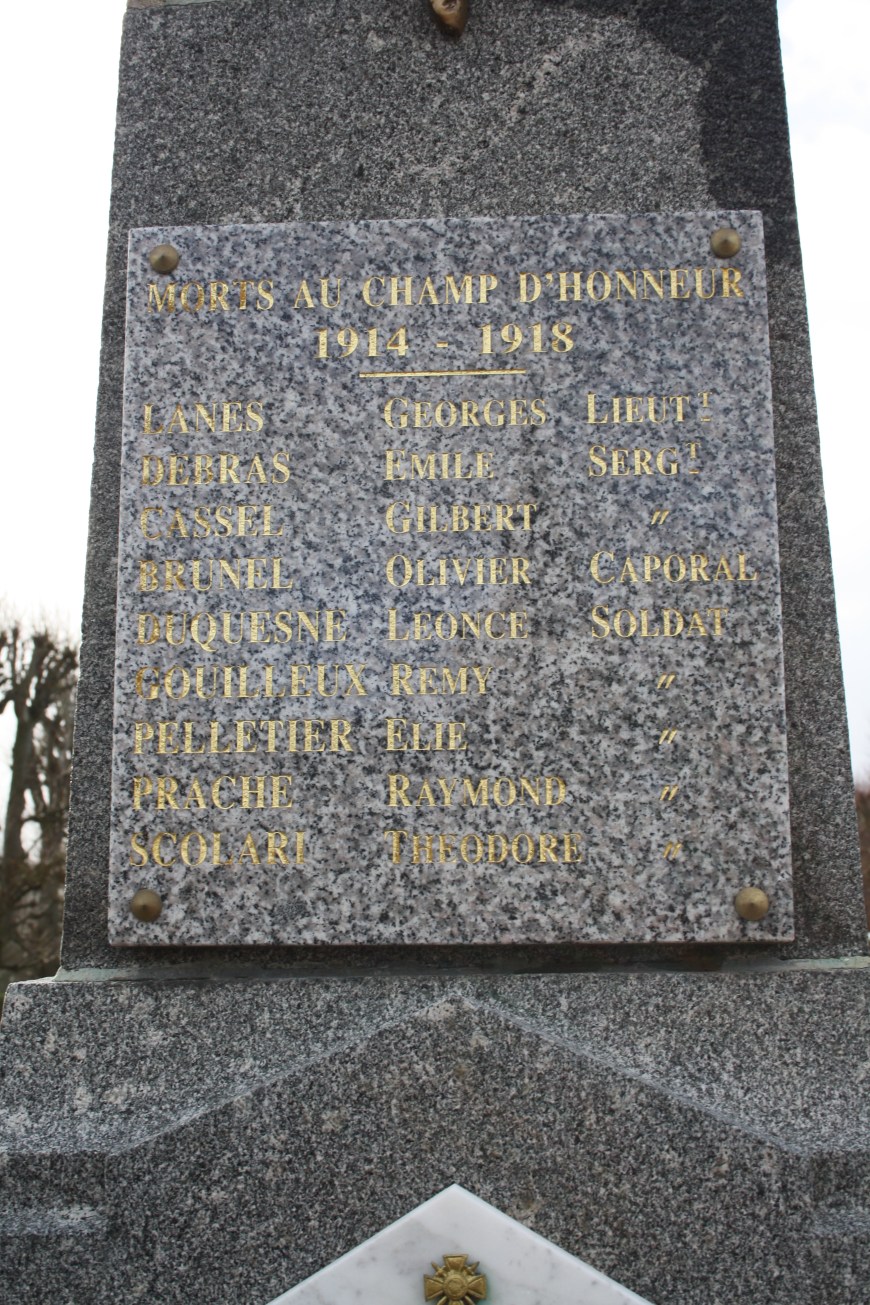 MORTS AU CHAMP D'HONNEUR
1914 - 1918
LANES GEORGES LIEUT^T
DEBRAS EMILE SERG^T
CASSEL GILBERT "
BRUNEL OLIVIER CAPORAL
DUQUESNE LEONCE SOLDAT
GOUILLEUX REMY "
PELLETIER ELIE "
PRACHE RAYMOND "
SCOLARI THEODORE "